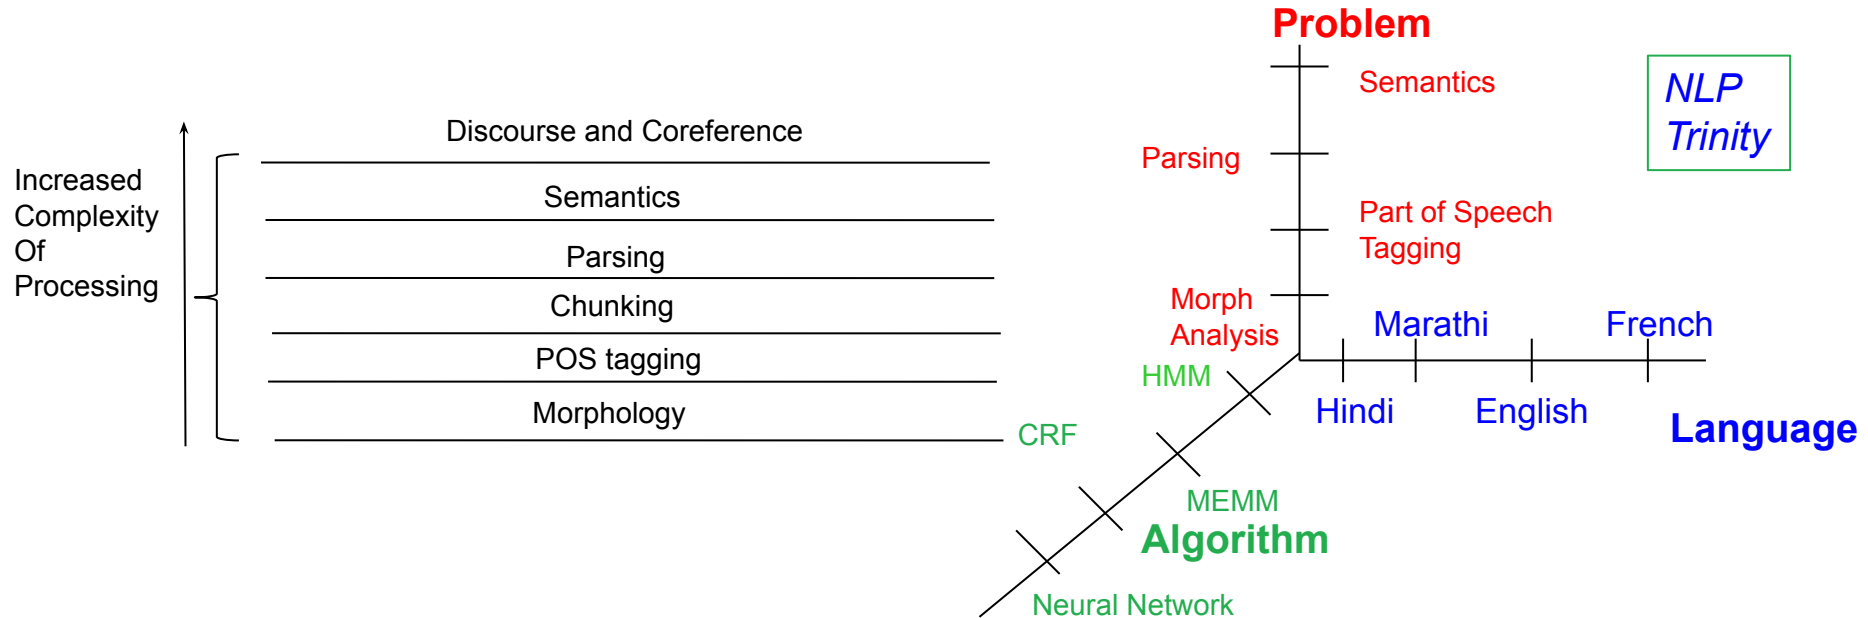 Increased
Complexity
Of
Processing
Discourse and Coreference
Semantics
Parsing
Chunking
POS tagging
Morphology
Problem
Semantics
Parsing
Part of Speech
Tagging
Morph
Analysis
NLP
Trinity
Marathi
French
Hindi
English
Language
HMM
CRF
MEMM
Algorithm
Neural Network